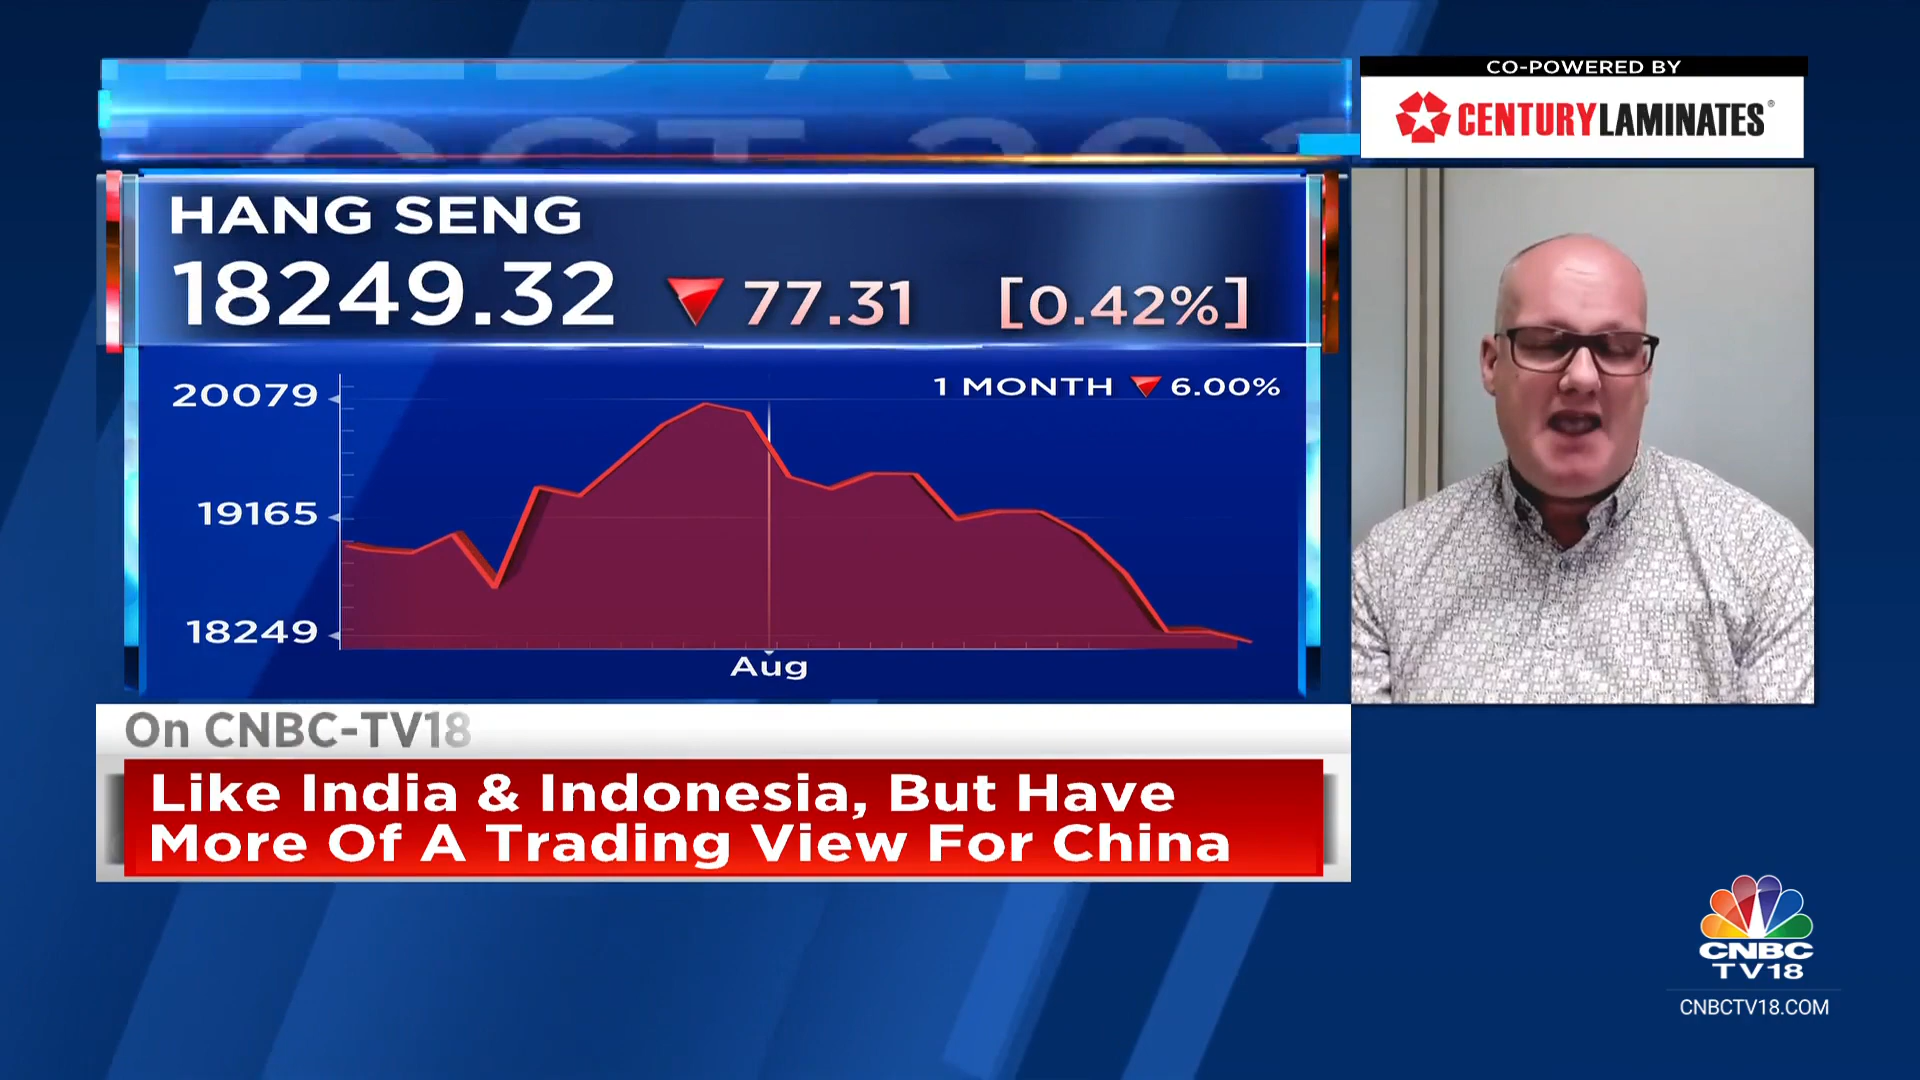 OCT
CO-POWERED BY
CENTURYLAMINATES®
HANG SENG
18249.32 ▼ 77.31 [0.42%]
1 MONTH ▼ 6.00%
20079
19165
18249
Aug
On CNBC-TV18
Like India & Indonesia, But Have
More Of A Trading View For China
CNBC
TV18
CNBCTV18.COM